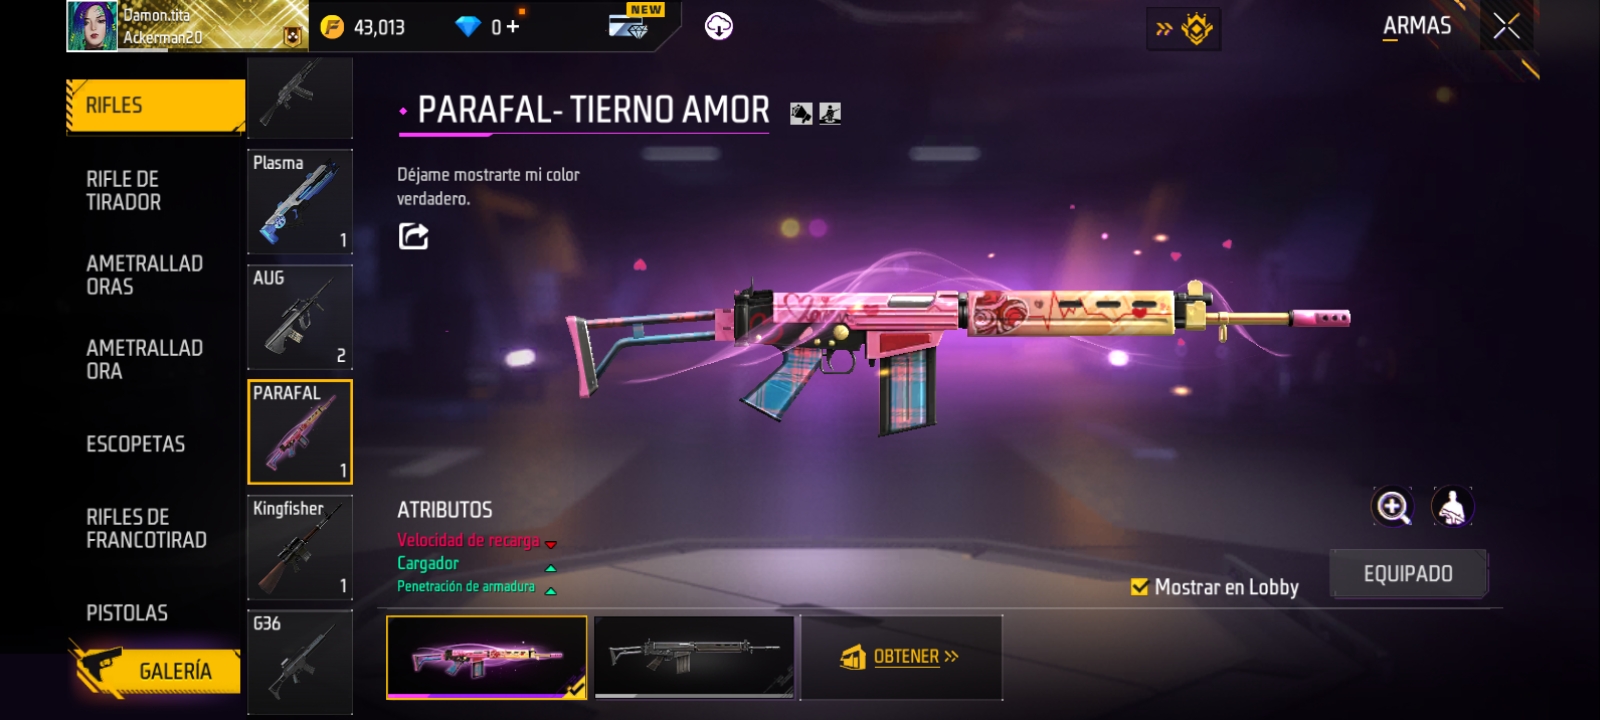 Damon.tita
Ackerman20
43,013
0 +
NEW
ARMAS
RIFLES
RIFLE DE
TIRADOR
AMETRALLAD
ORAS
AMETRALLAD
ORA
ESCOPETAS
RIFLES DE
FRANCOTIRAD
PISTOLAS
GALERÍA
Plasma
1
AUG
2
PARAFAL
1
Kingfisher
1
G36
PARAFAL- TIERNO AMOR
Déjame mostrarte mi color
verdadero.
ATRIBUTOS
Velocidad de recarga
Cargador
Penetración de armadura
Mostrar en Lobby
EQUIPADO
OBTENER >>